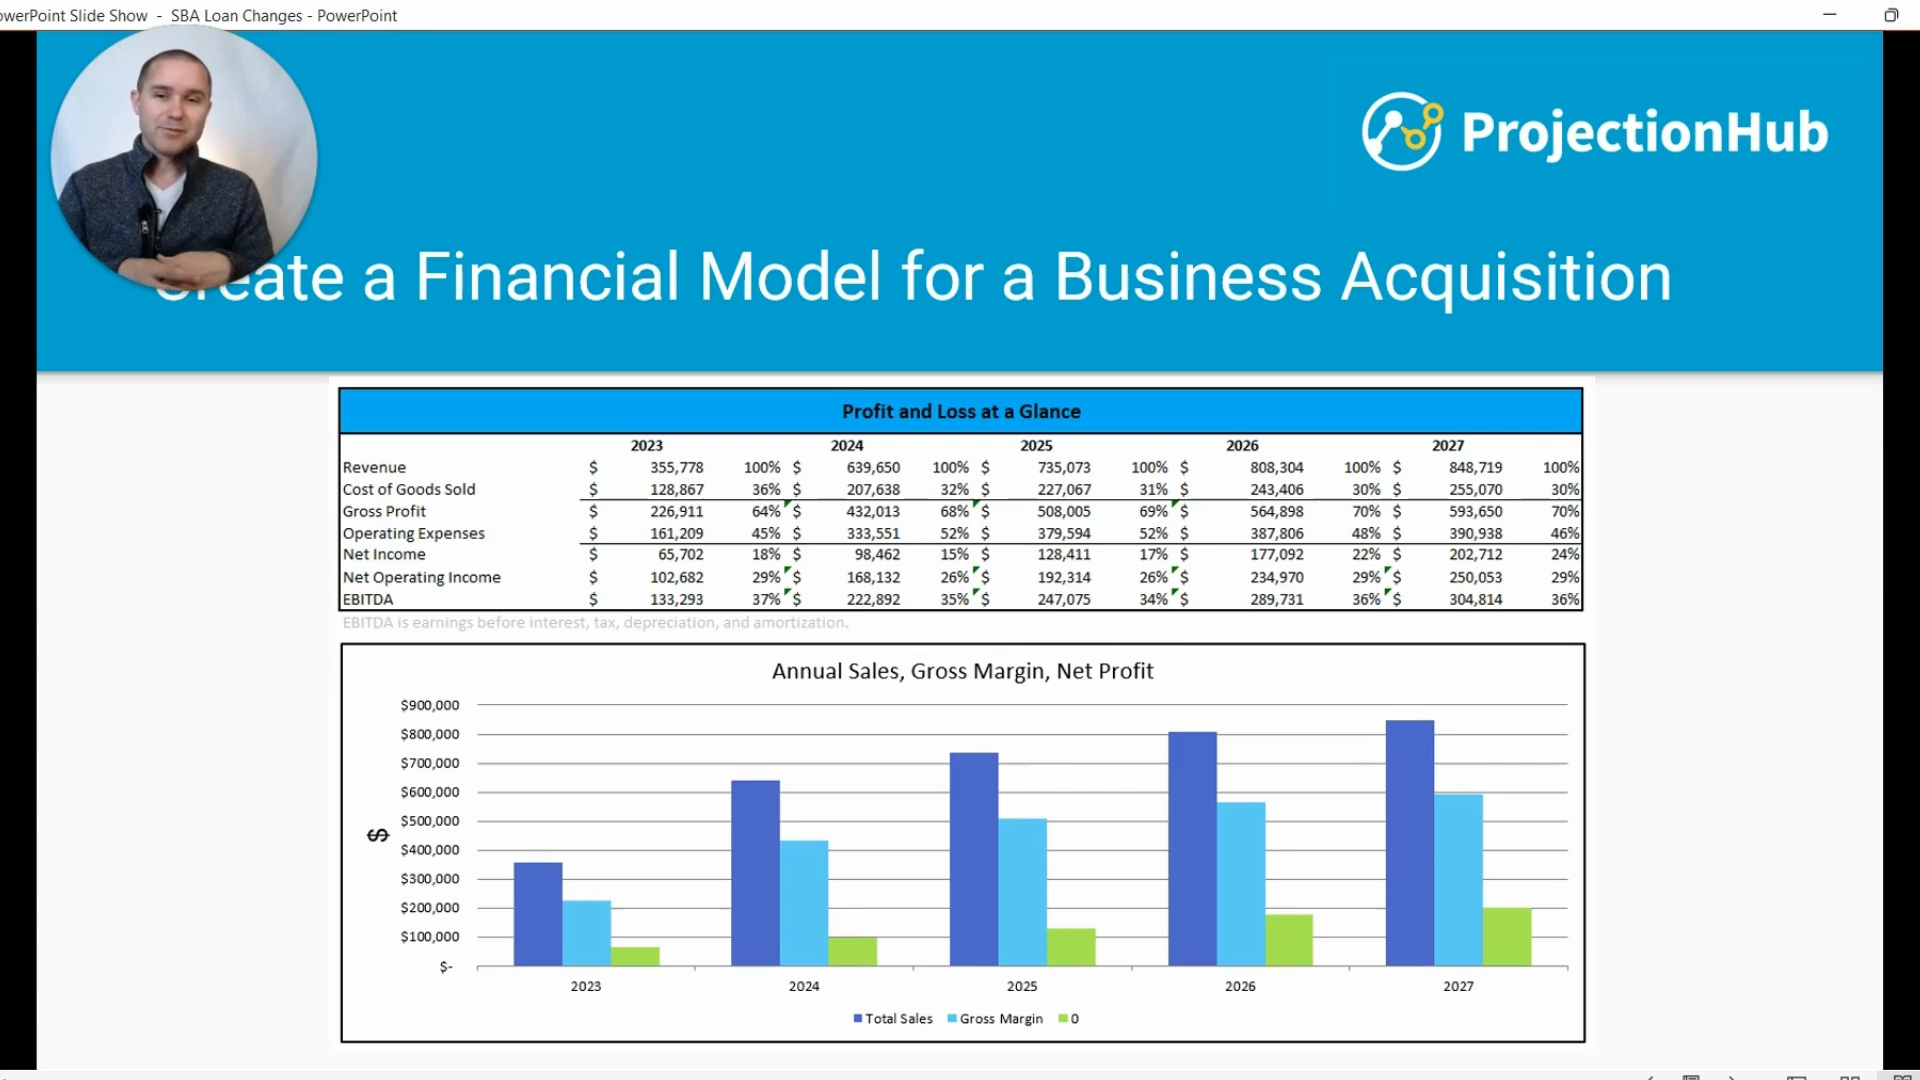 owerPoint Slide Show - SBA Loan Changes - PowerPoint
ProjectionHub
eate a Financial Model for a Business Acquisition
Profit and Loss at a Glance
2023 2024 2025 2026 2027
Revenue $ 355,778 100% $ 639,650 100% $ 735,073 100% $ 808,304 100% $ 848,719 100%
Cost of Goods Sold $ 128,867 36% $ 207,638 32% $ 227,067 31% $ 243,406 30% $ 255,070 30%
Gross Profit $ 226,911 64% $ 432,013 68% $ 508,005 69% $ 564,898 70% $ 593,650 70%
Operating Expenses $ 161,209 45% $ 333,551 52% $ 379,594 52% $ 387,806 48% $ 390,938 46%
Net Income $ 65,702 18% $ 98,462 15% $ 128,411 17% $ 177,092 22% $ 202,712 24%
Net Operating Income $ 102,682 29% $ 168,132 26% $ 192,314 26% $ 234,970 29% $ 250,053 29%
EBITDA $ 133,293 37% $ 222,892 35% $ 247,075 34% $ 289,731 36% $ 304,814 36%
EBITDA is earnings before interest, tax, depreciation, and amortization.
Annual Sales, Gross Margin, Net Profit
$900,000
$800,000
$700,000
$600,000
$500,000
$
$400,000
$300,000
$200,000
$100,000
$-
2023 2024 2025 2026 2027
Total Sales Gross Margin 0